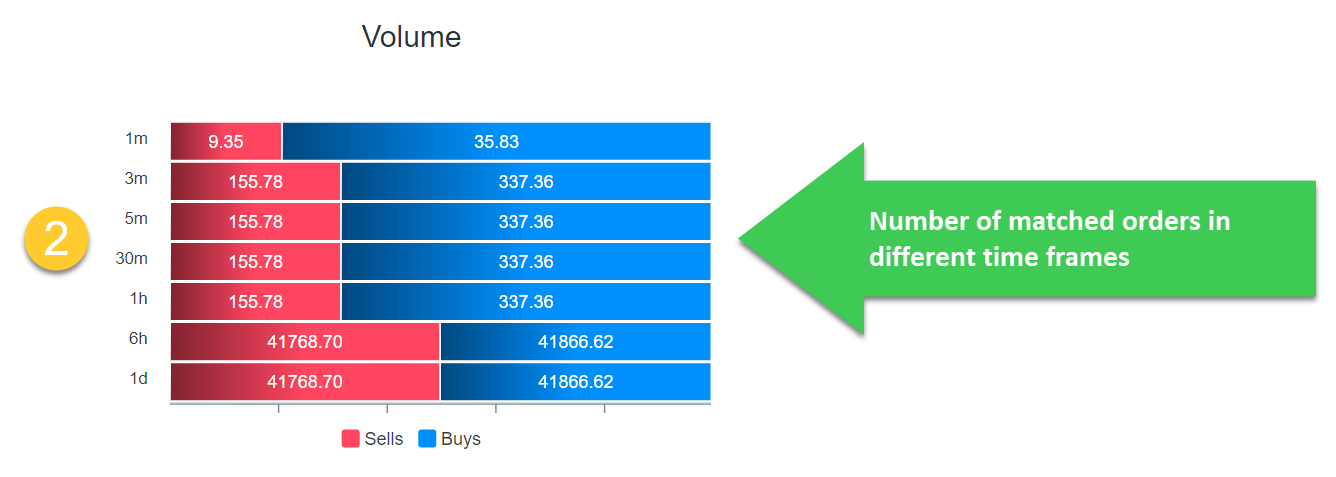 Volume
1m 9.35 35.83
3m 155.78 337.36
5m 155.78 337.36
2
30m 155.78 337.36
1h 155.78 337.36
6h 41768.70 41866.62
1d 41768.70 41866.62
Sells Buys
Number of matched orders in
different time frames